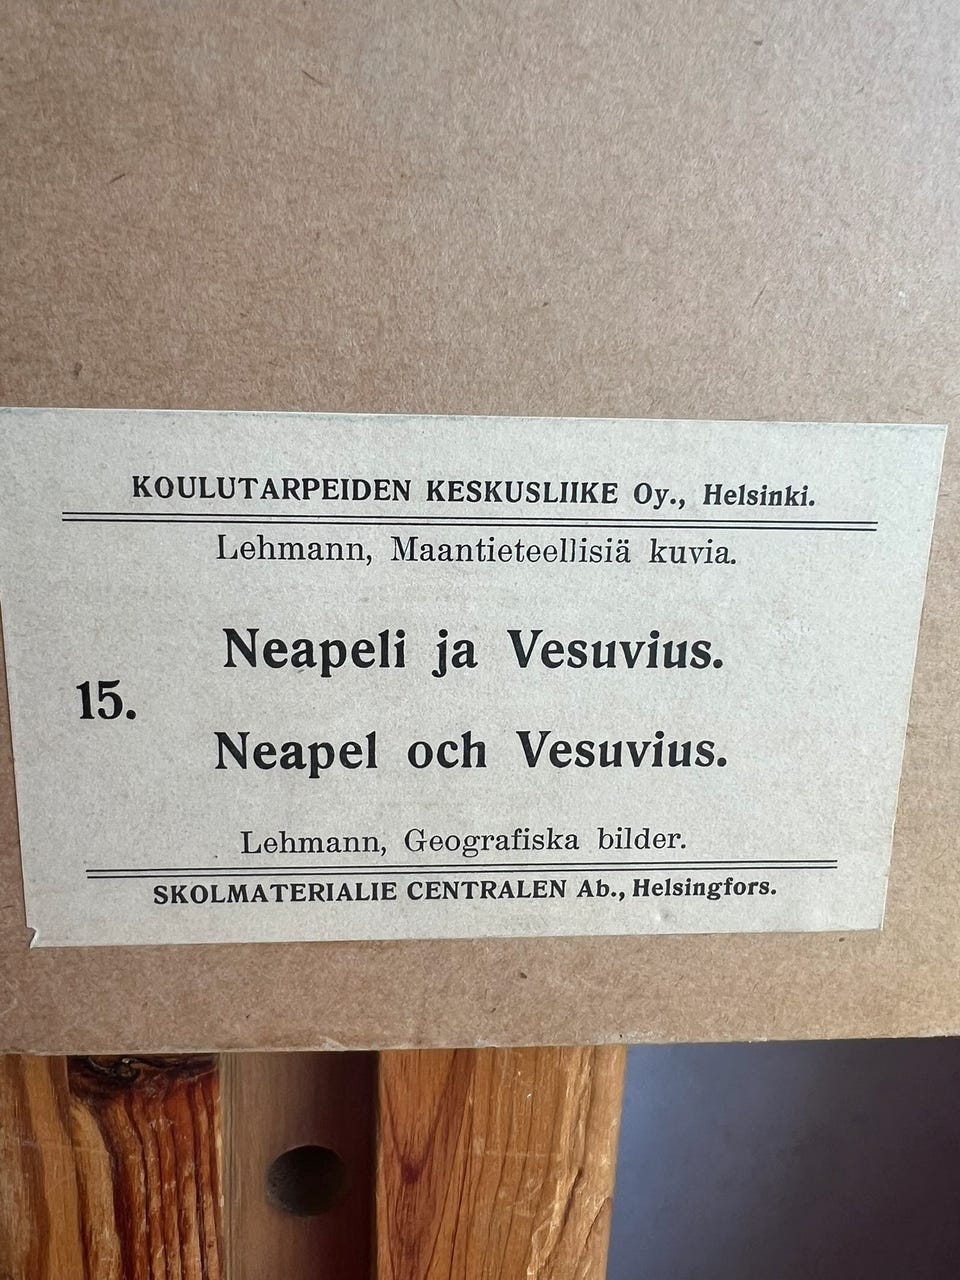 KOULUTARPEIDEN KESKUSLIIKE Oy., Helsinki.
Lehmann, Maantieteellisiä kuvia.
Neapeli ja Vesuvius.
15.
Neapel och Vesuvius.
Lehmann, Geografiska bilder.
SKOLMATERIALIE CENTRALEN Ab., Helsingfors.